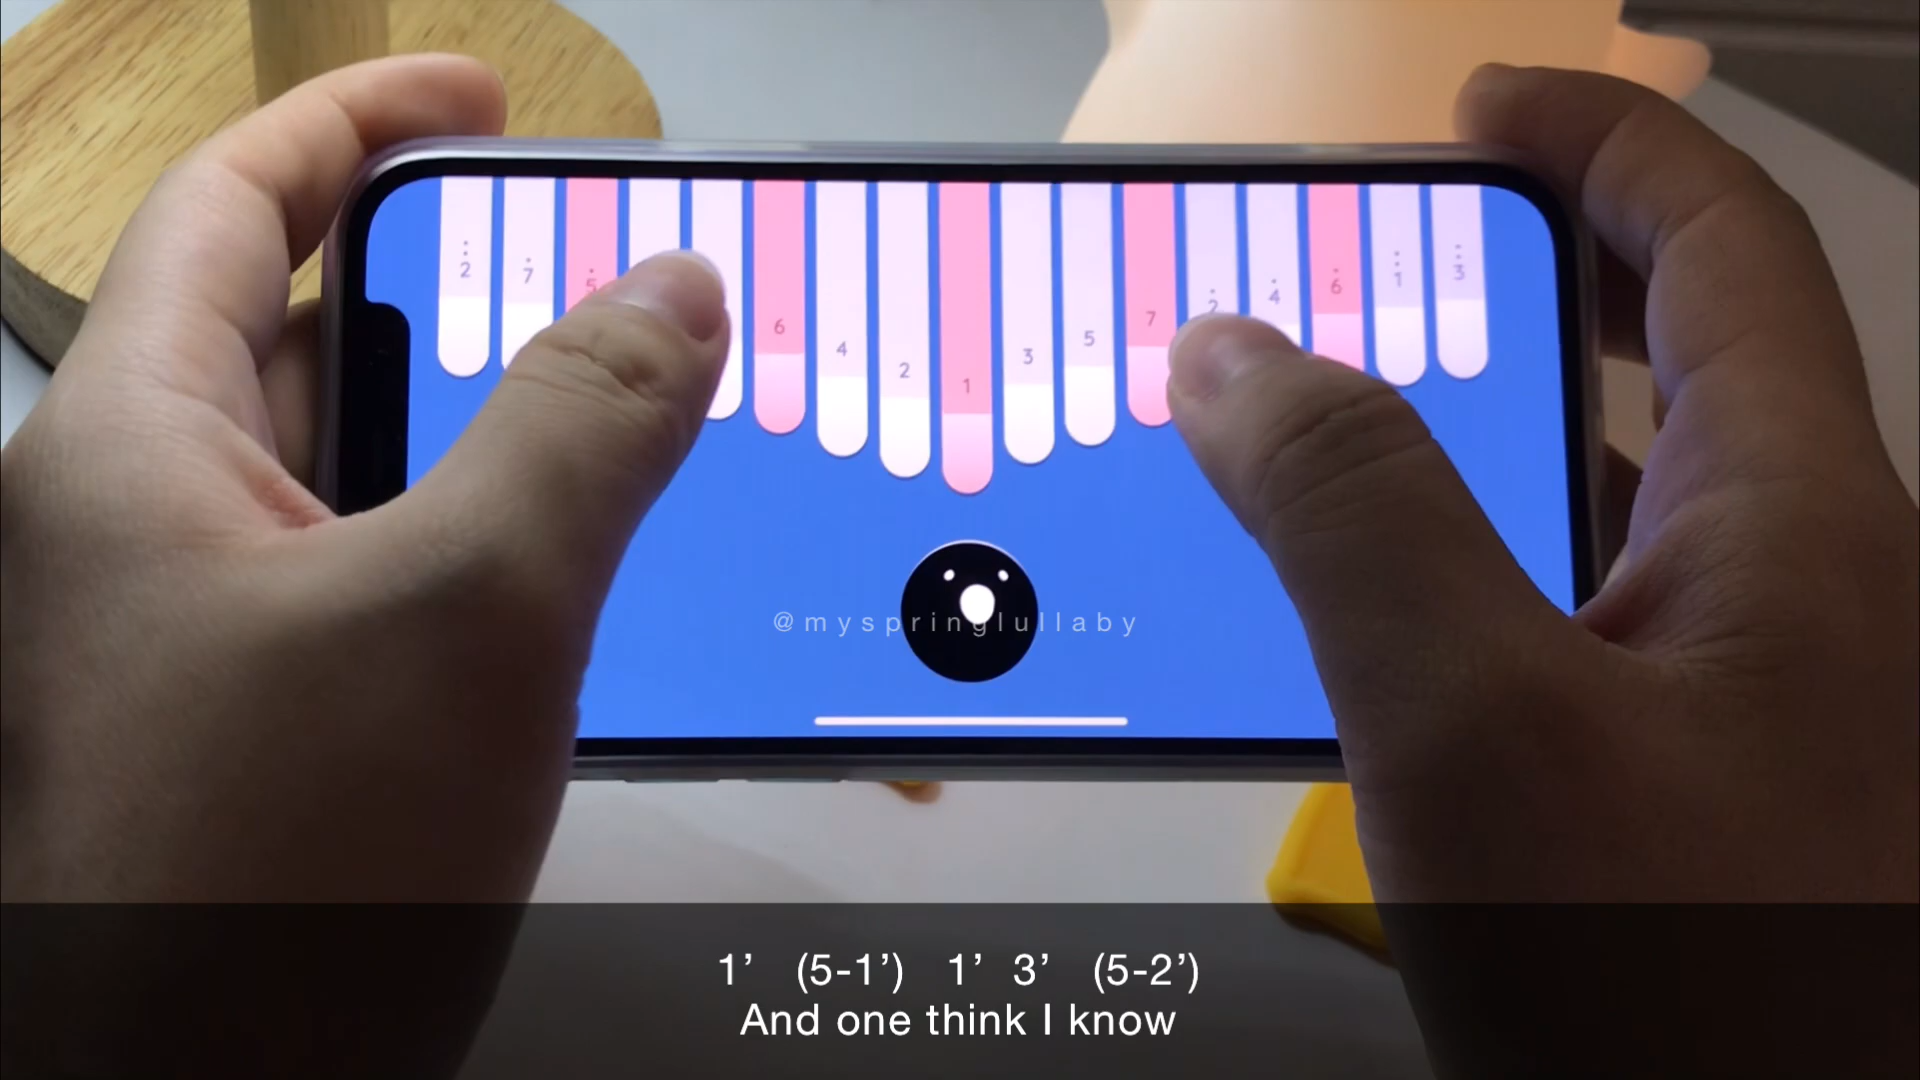 2̤̇ 7̇ 5̇ 6 4 2 1 3 5 7 2̇ 4̇ 6̇ 1̈ 3̈
@myspringlullaby
1’ (5-1’) 1’ 3’ (5-2’)
And one think I know